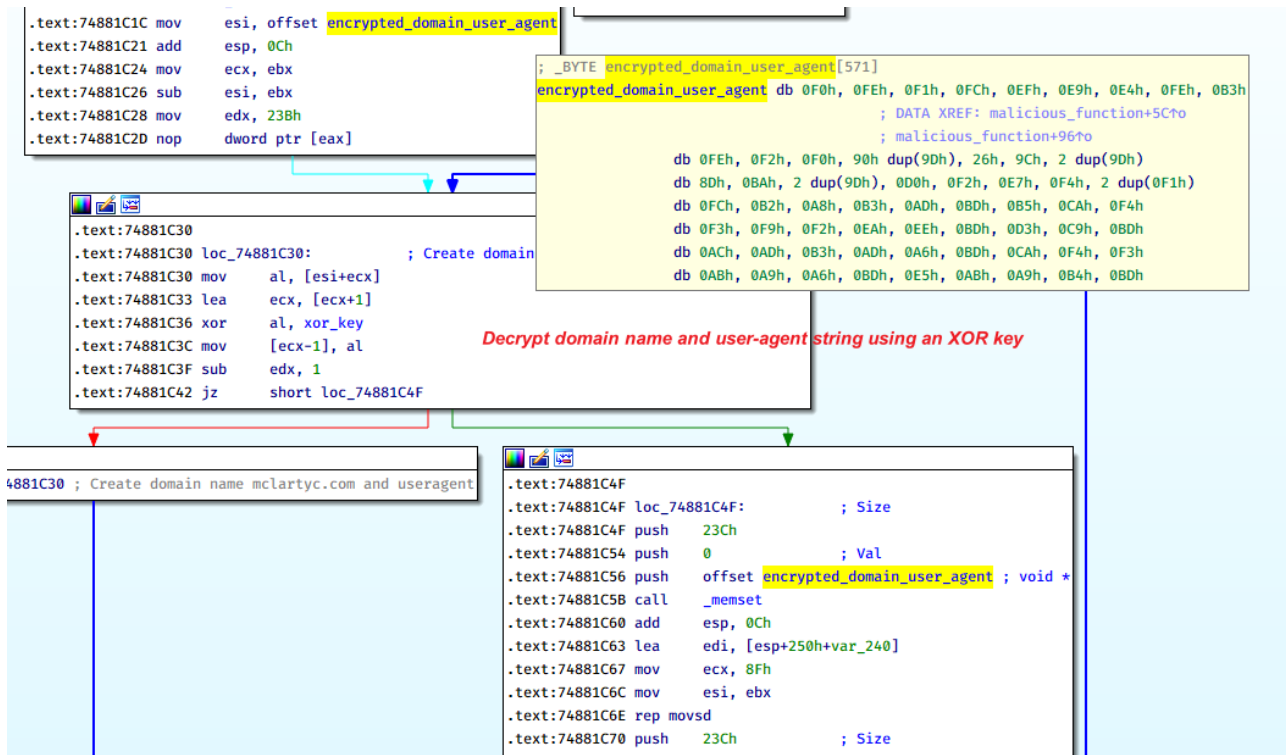 .text:74881C1C mov esi, offset encrypted_domain_user_agent
.text:74881C21 add esp, 0Ch
.text:74881C24 mov ecx, ebx
.text:74881C26 sub esi, ebx
.text:74881C28 mov edx, 23Bh
.text:74881C2D nop dword ptr [eax]
; _BYTE encrypted_domain_user_agent[571]
encrypted_domain_user_agent db 0F0h, 0FEh, 0F1h, 0FCh, 0EFh, 0E9h, 0E4h, 0FEh, 0B3h
; DATA XREF: malicious_function+5C↑o
; malicious_function+96↑o
db 0FEh, 0F2h, 0F0h, 90h dup(9Dh), 26h, 9Ch, 2 dup(9Dh)
db 8Dh, 0BAh, 2 dup(9Dh), 0D0h, 0F2h, 0E7h, 0F4h, 2 dup(0F1h)
db 0FCh, 0B2h, 0A8h, 0B3h, 0ADh, 0BDh, 0B5h, 0CAh, 0F4h
db 0F3h, 0F9h, 0F2h, 0EAh, 0EEh, 0BDh, 0D3h, 0C9h, 0BDh
db 0ACh, 0ADh, 0B3h, 0ADh, 0A6h, 0BDh, 0CAh, 0F4h, 0F3h
db 0ABh, 0A9h, 0A6h, 0BDh, 0E5h, 0ABh, 0A9h, 0B4h, 0BDh
.text:74881C30
.text:74881C30 loc_74881C30: ; Create domain
.text:74881C30 mov al, [esi+ecx]
.text:74881C33 lea ecx, [ecx+1]
.text:74881C36 xor al, xor_key
.text:74881C3C mov [ecx-1], al
.text:74881C3F sub edx, 1
.text:74881C42 jz short loc_74881C4F
Decrypt domain name and user-agent string using an XOR key
4881C30 ; Create domain name mclartyc.com and useragent
.text:74881C4F
.text:74881C4F loc_74881C4F: ; Size
.text:74881C4F push 23Ch
.text:74881C54 push 0 ; Val
.text:74881C56 push offset encrypted_domain_user_agent ; void *
.text:74881C5B call _memset
.text:74881C60 add esp, 0Ch
.text:74881C63 lea edi, [esp+250h+var_240]
.text:74881C67 mov ecx, 8Fh
.text:74881C6C mov esi, ebx
.text:74881C6E rep movsd
.text:74881C70 push 23Ch ; Size